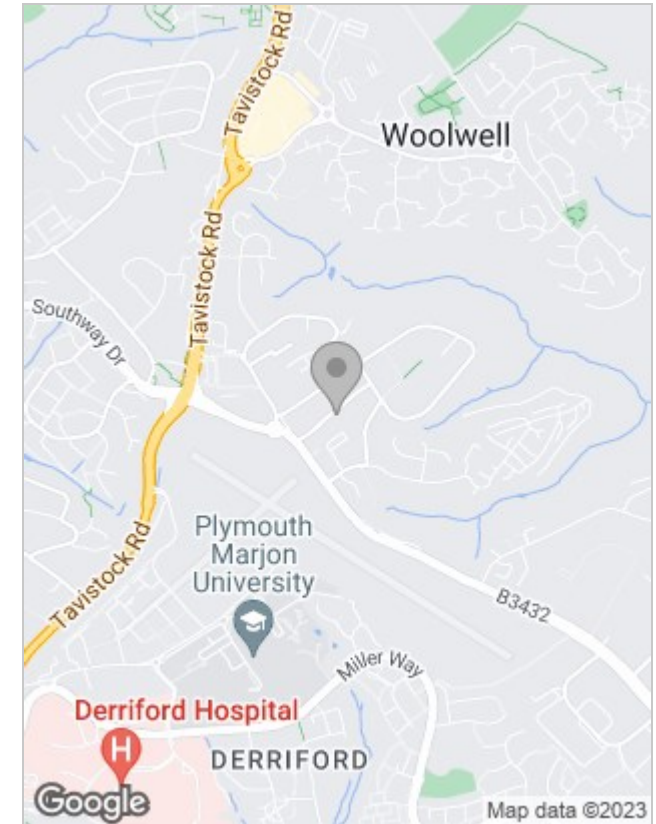 Tavistock Rd
Woolwell
Tavistock Rd
Southway Dr
Plymouth
Marjon
University
Tavistock Rd
B3432
Miller Way
Derriford Hospital
H
DERRIFORD
Google
Map data ©2023